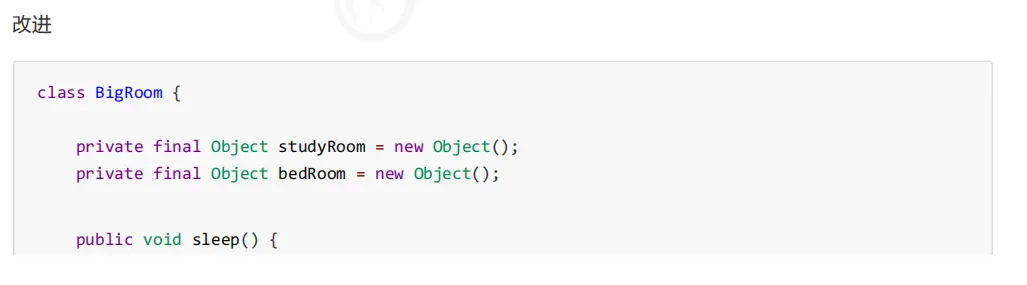 改进
class BigRoom {
private final Object studyRoom = new Object();
private final Object bedRoom = new Object();
public void sleep() {